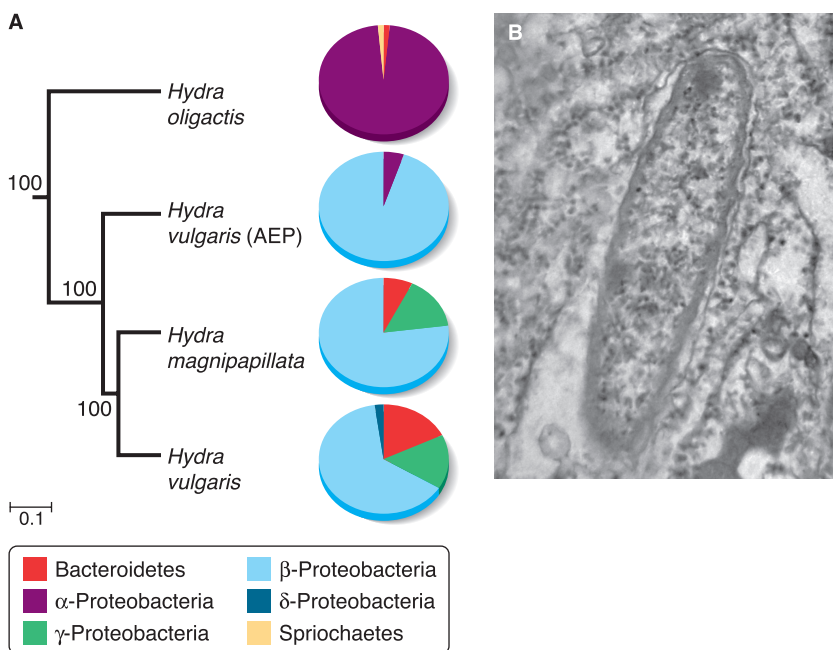 A
B
Hydra
oligactis
100
Hydra
vulgaris (AEP)
100
Hydra
magnipapillata
100
Hydra
vulgaris
0.1
Bacteroidetes
β-Proteobacteria
α-Proteobacteria
δ-Proteobacteria
γ-Proteobacteria
Spriochaetes